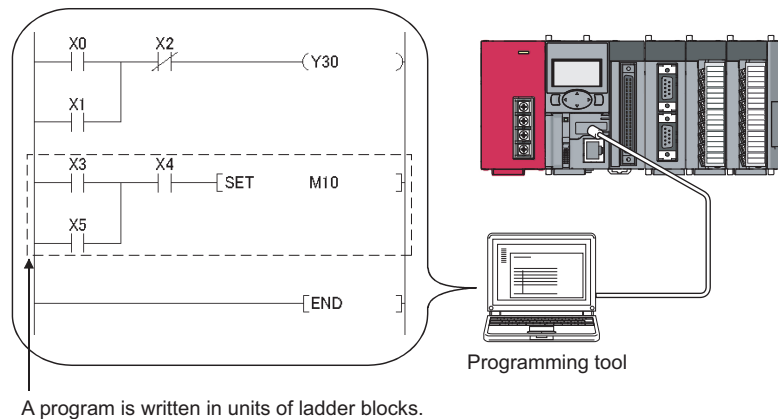 X0 X2
(Y30 )
X1
X3 X4
[SET M10 ]
X5
[END ]
Programming tool
A program is written in units of ladder blocks.